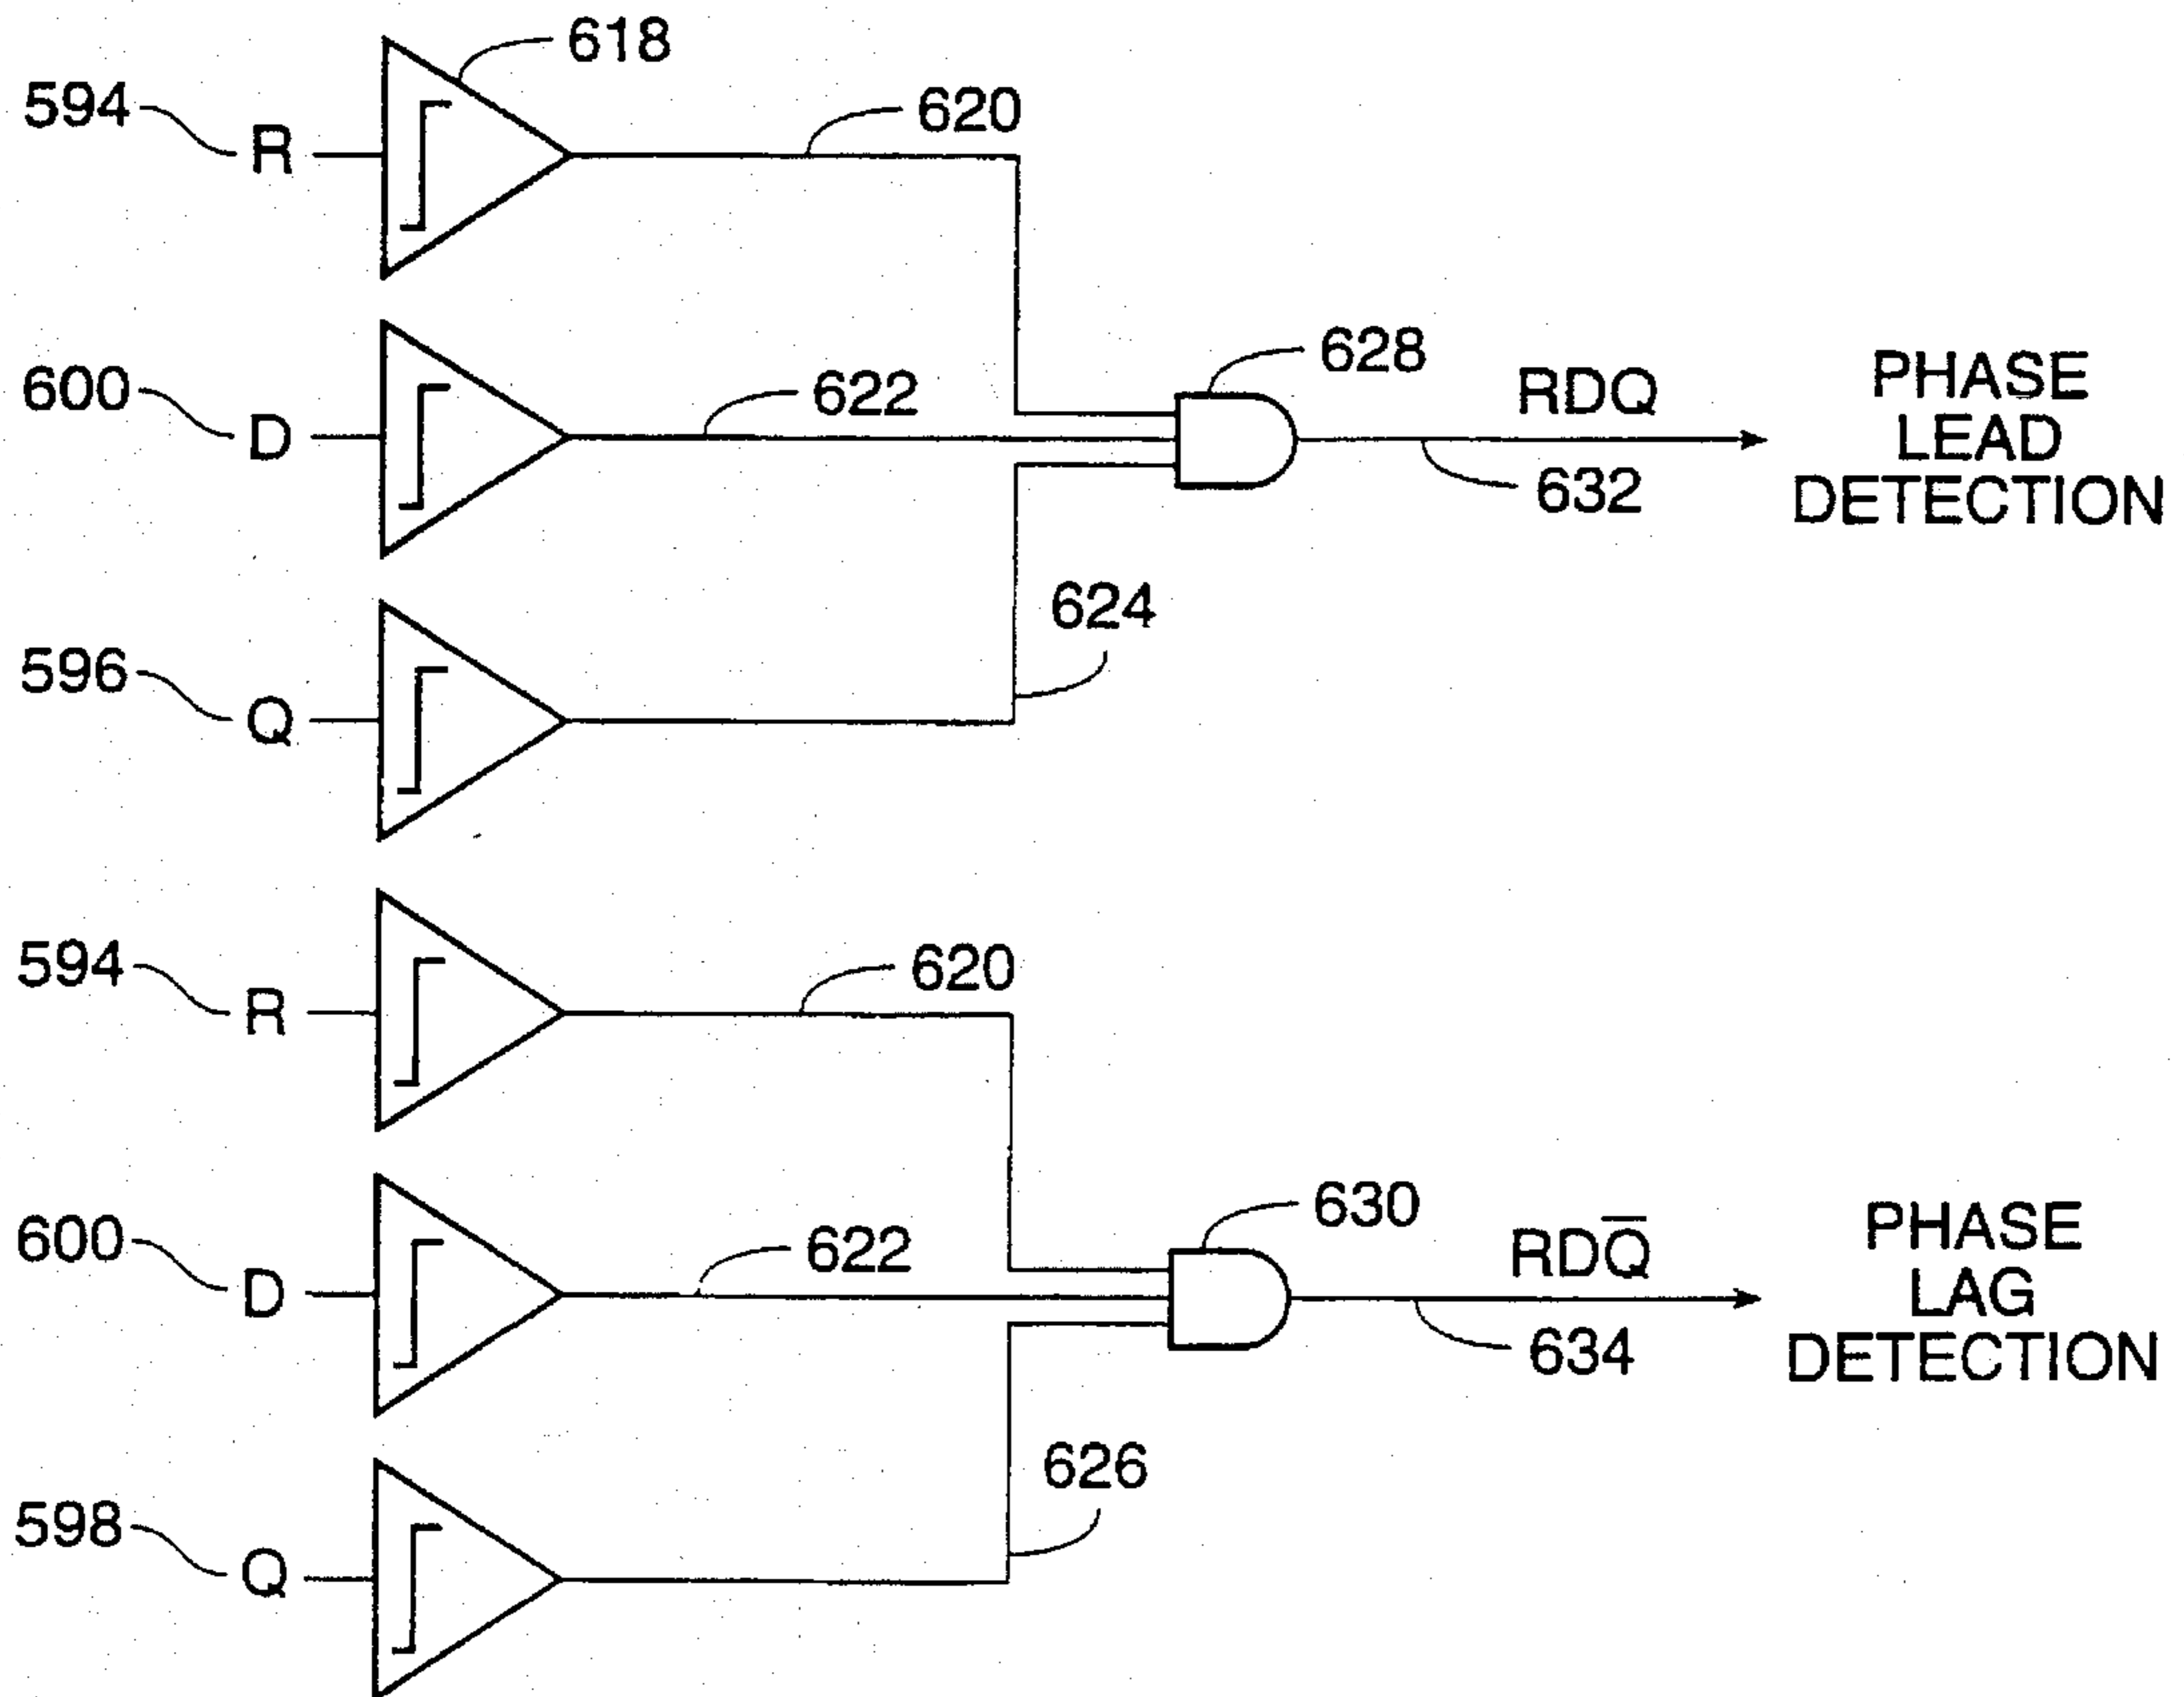 618
594
R
620
600
D
622
628
RDQ
PHASE
LEAD
DETECTION
632
624
596
Q
594
R
620
600
D
622
630
RDQ̅
PHASE
LAG
DETECTION
634
626
598
Q